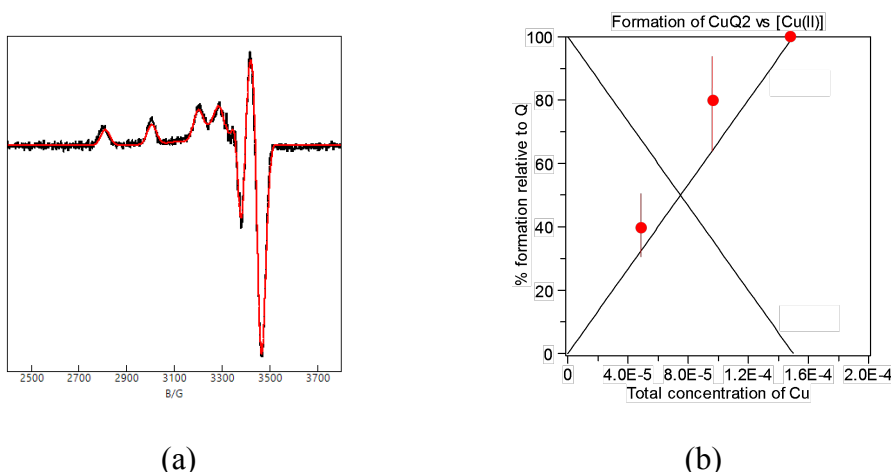 2500 2900 3300 3500 3700
B/G
(a)
Formation of CuQ2 vs [Cu(II)]
% formation relative to Q
100
80
60
40
20
0
0 4.0E-5 8.0E-5 1.2E-4 1.6E-4 2.0E-4
Total concentration of Cu
(b)